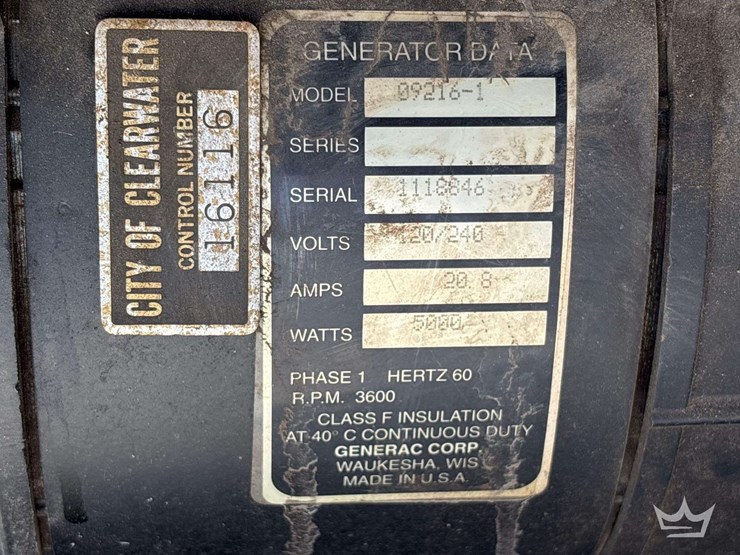 CITY OF CLEARWATER
CONTROL NUMBER
16116
GENERATOR DATA
MODEL 09216-1
SERIES
SERIAL 1118846
VOLTS 120/240
AMPS 20.8
WATTS 5000
PHASE 1 HERTZ 60
R.P.M. 3600
CLASS F INSULATION
AT 40° C CONTINUOUS DUTY
GENERAC CORP.
WAUKESHA, WIS
MADE IN U.S.A.